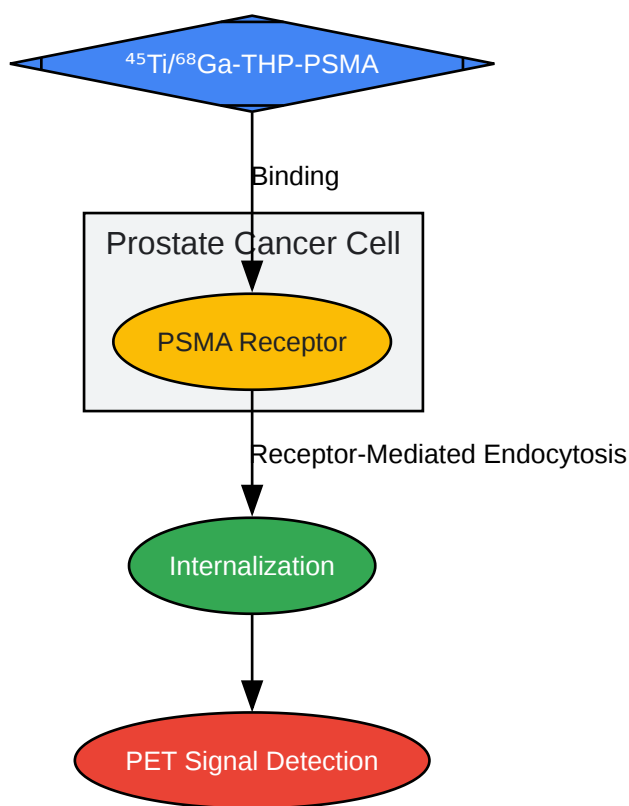 ⁴⁵Ti/⁶⁸Ga-THP-PSMA
Binding
Prostate Cancer Cell
PSMA Receptor
Receptor-Mediated Endocytosis
Internalization
PET Signal Detection